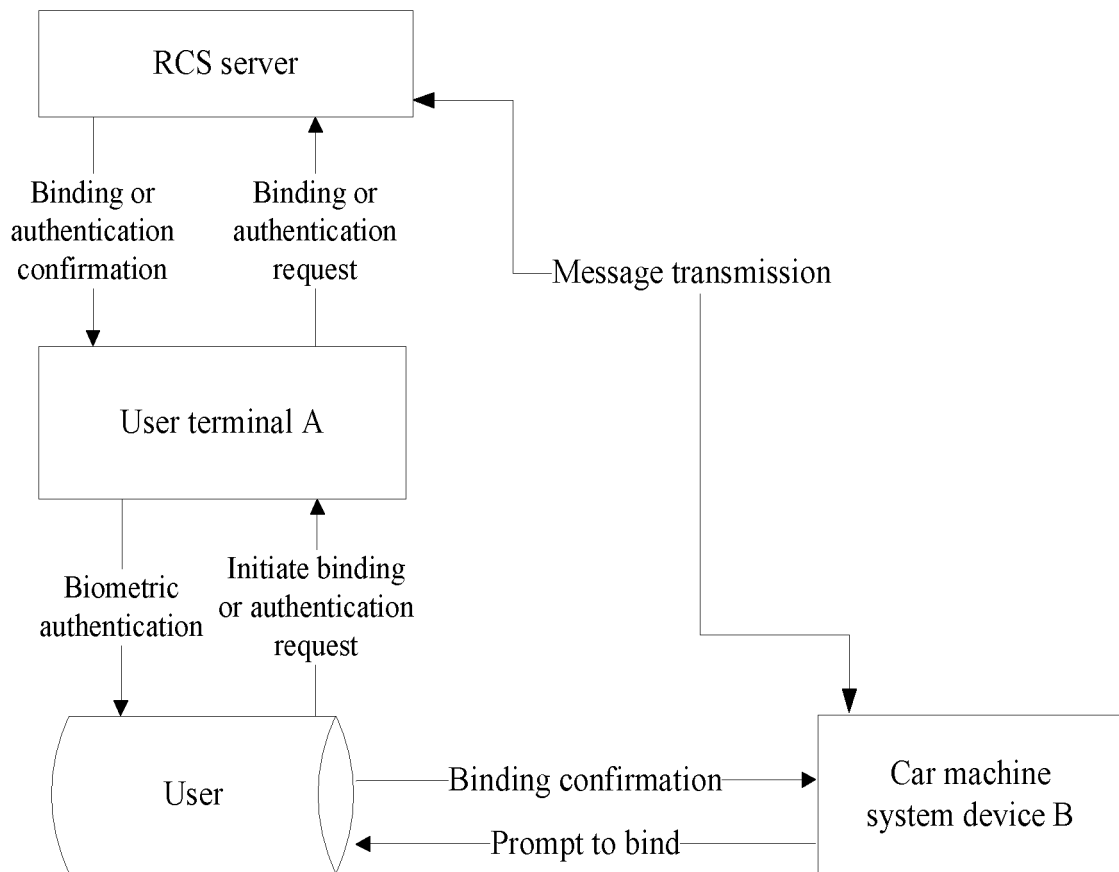 RCS server
Binding or
authentication
confirmation
Binding or
authentication
request
Message transmission
User terminal A
Biometric
authentication
Initiate binding
or authentication
request
User
Binding confirmation
Prompt to bind
Car machine
system device B